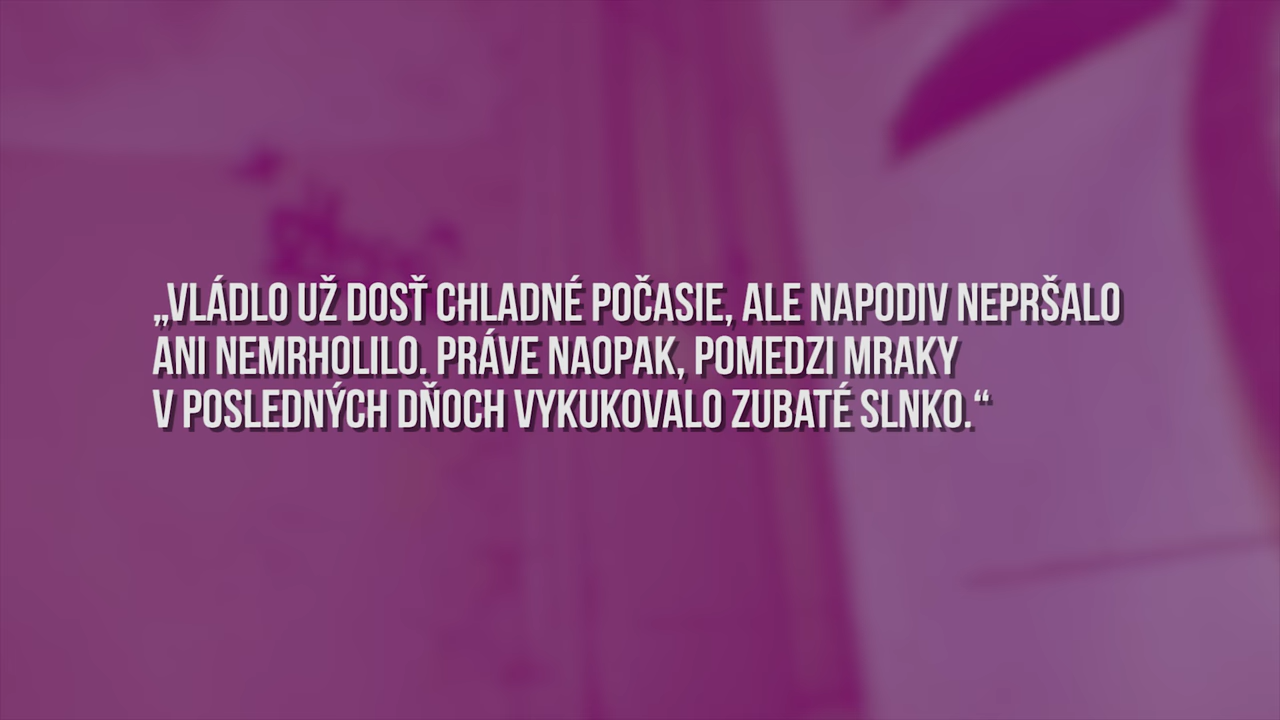 „VLÁDLO UŽ DOSŤ CHLADNÉ POČASIE, ALE NAPODIV NEPRŠALO
ANI NEMRHOLILO. PRÁVE NAOPAK, POMEDZI MRAKY
V POSLEDNÝCH DŇOCH VYKUKOVALO ZUBATÉ SLNKO.“